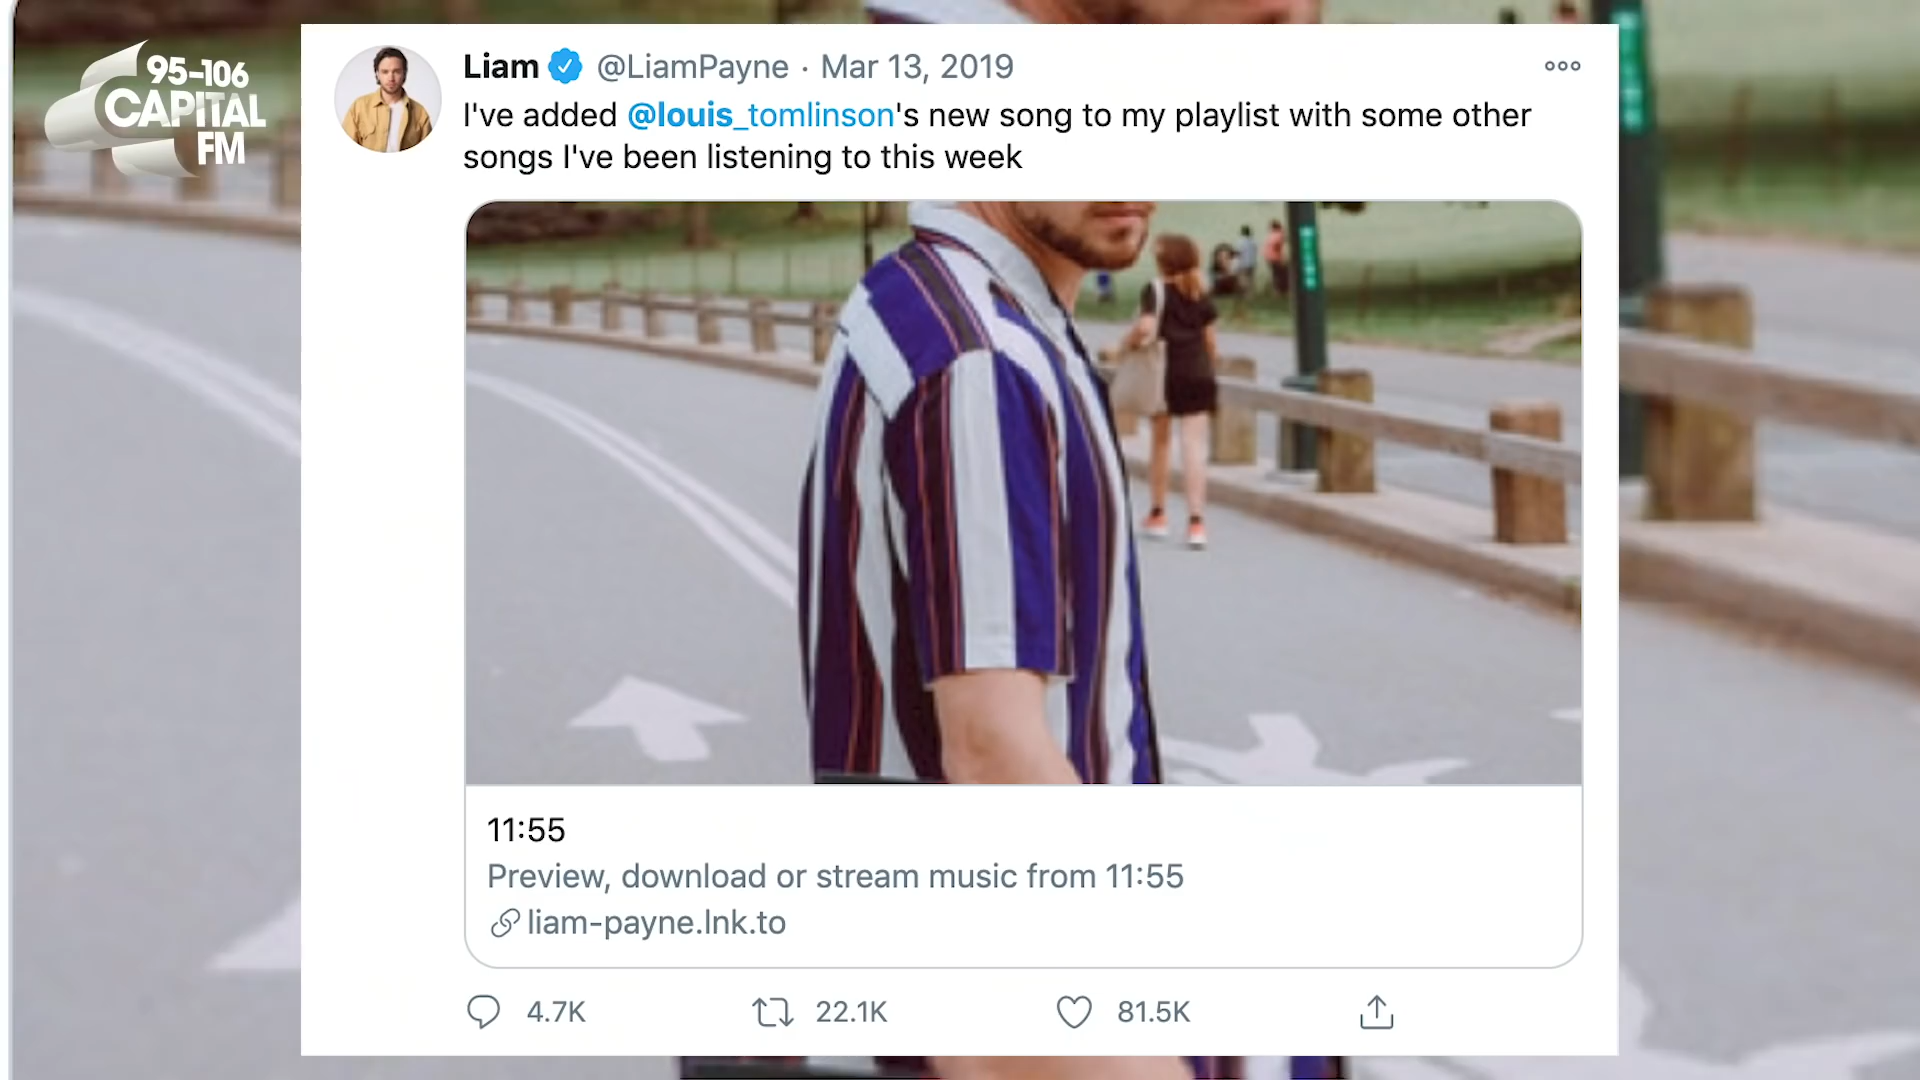 95-106
CAPITAL
FM
Liam @LiamPayne · Mar 13, 2019
I've added @louis_tomlinson's new song to my playlist with some other
songs I've been listening to this week
11:55
Preview, download or stream music from 11:55
liam-payne.lnk.to
4.7K 22.1K 81.5K